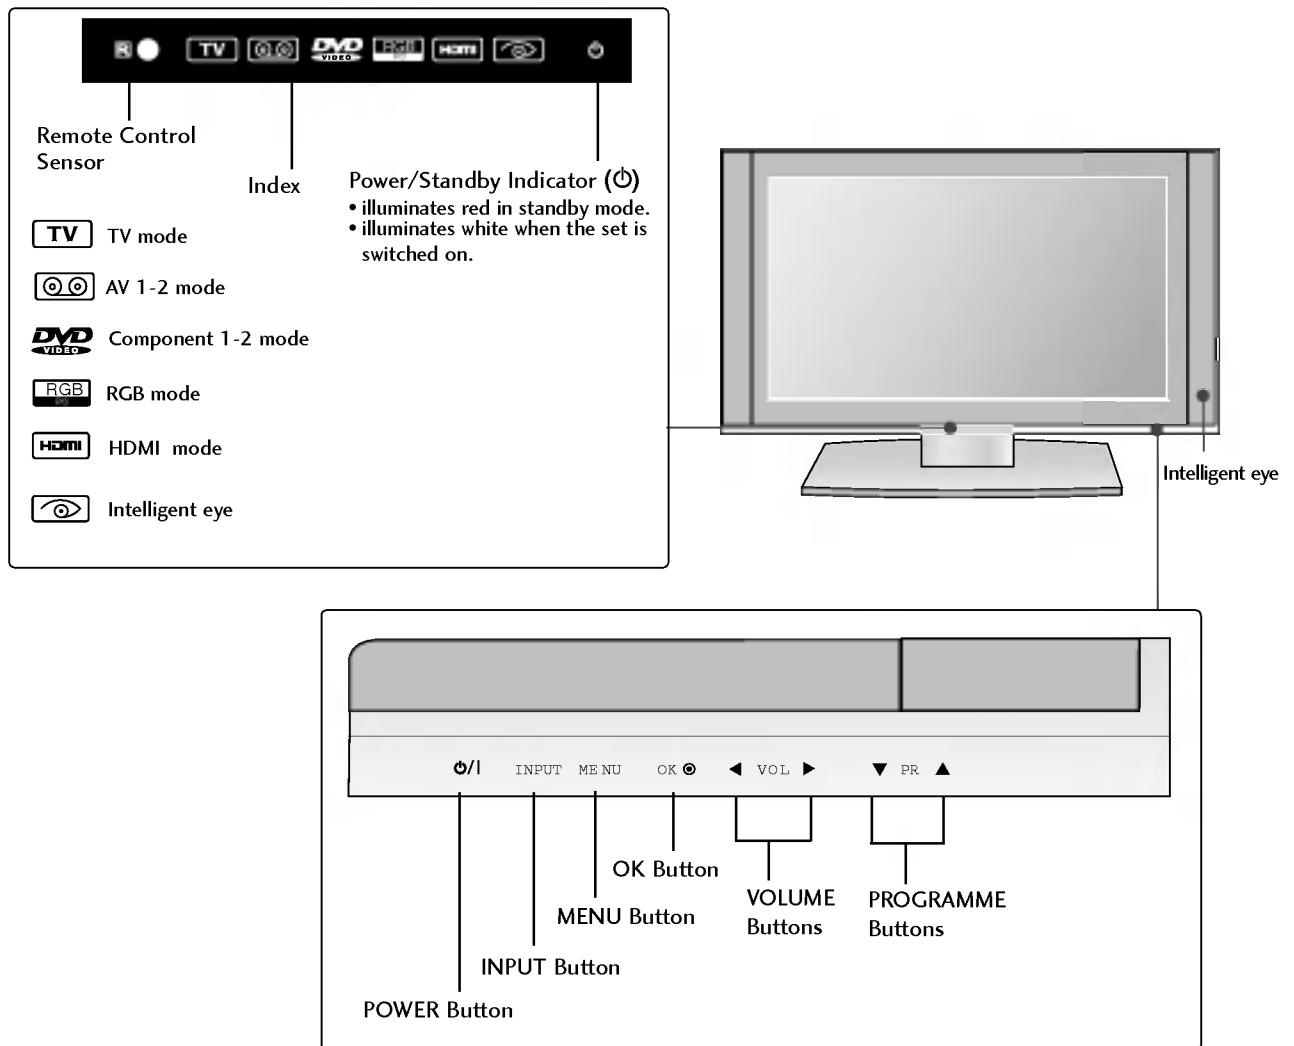 R TV DVD VIDEO RGB HDMI
Remote Control
Sensor
Index
Power/Standby Indicator (⏻)
• illuminates red in standby mode.
• illuminates white when the set is
switched on.
TV TV mode
AV 1-2 mode
DVD VIDEO Component 1-2 mode
RGB RGB mode
HDMI HDMI mode
Intelligent eye
Intelligent eye
⏻/I INPUT MENU OK ◉ ◀ VOL ▶ ▼ PR ▲
OK Button
MENU Button
INPUT Button
POWER Button
VOLUME
Buttons
PROGRAMME
Buttons